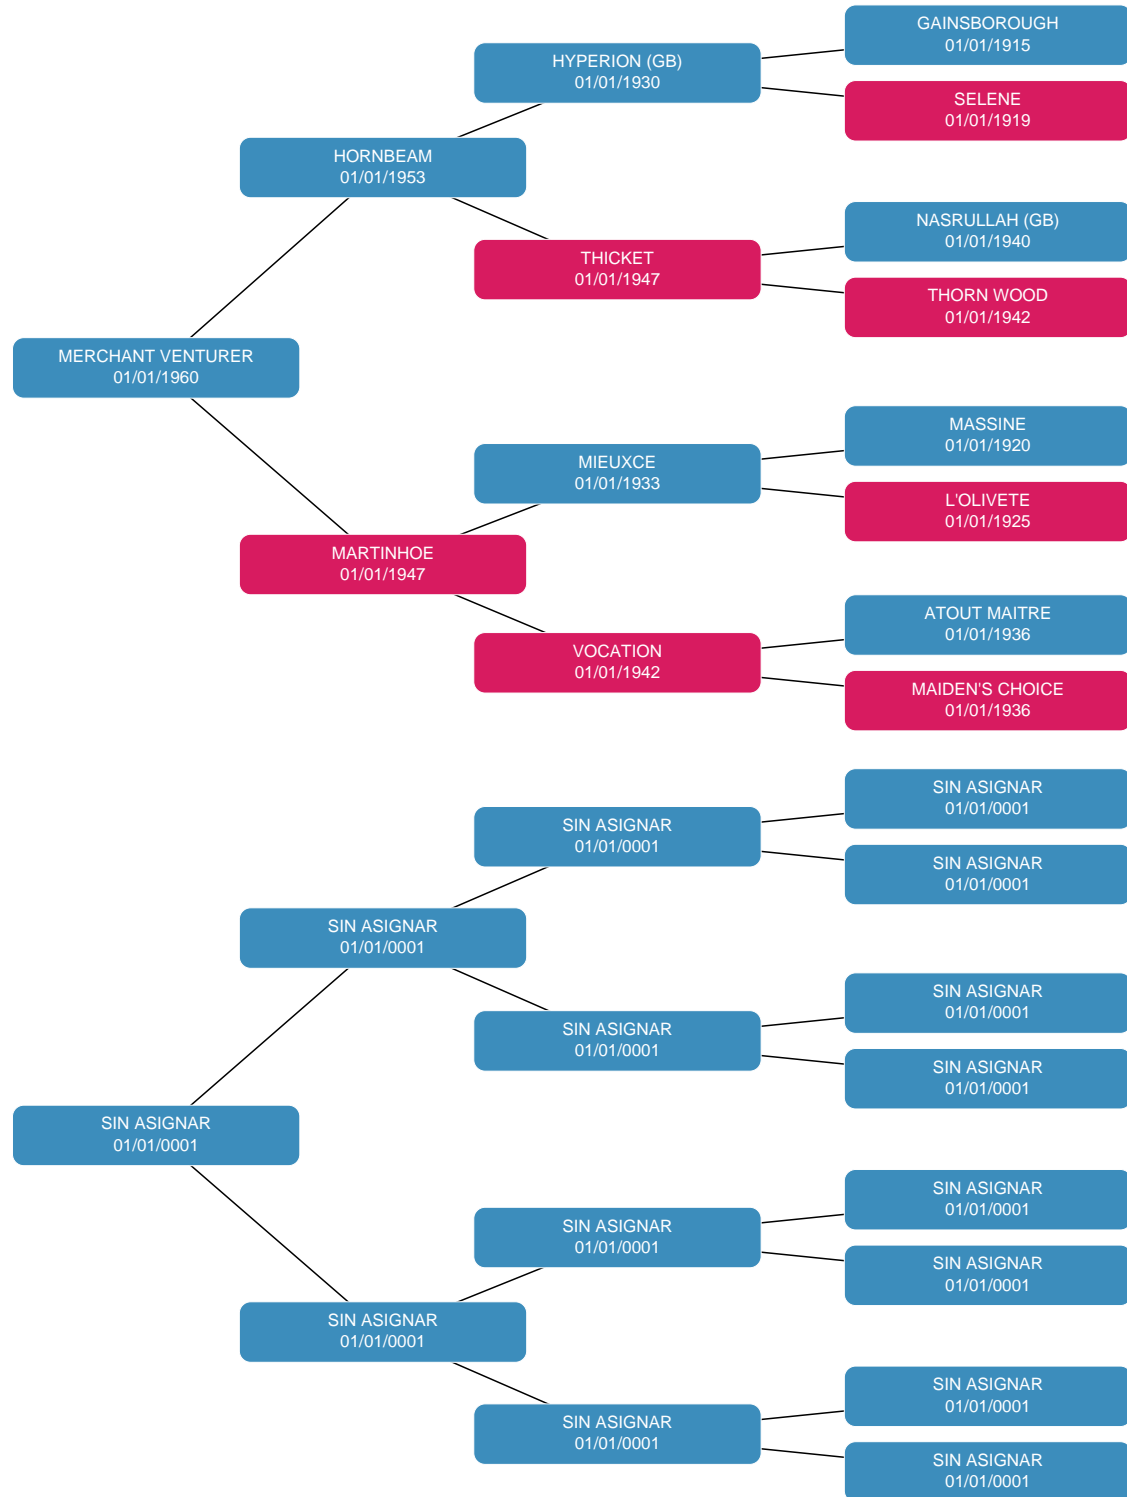 GAINSBOROUGH
01/01/1915
HYPERION (GB)
01/01/1930
SELENE
01/01/1919
HORNBEAM
01/01/1953
NASRULLAH (GB)
01/01/1940
THICKET
01/01/1947
THORN WOOD
01/01/1942
MERCHANT VENTURER
01/01/1960
MASSINE
01/01/1920
MIEUXCE
01/01/1933
L'OLIVETE
01/01/1925
MARTINHOE
01/01/1947
ATOUT MAITRE
01/01/1936
VOCATION
01/01/1942
MAIDEN'S CHOICE
01/01/1936
SIN ASIGNAR
01/01/0001
SIN ASIGNAR
01/01/0001
SIN ASIGNAR
01/01/0001
SIN ASIGNAR
01/01/0001
SIN ASIGNAR
01/01/0001
SIN ASIGNAR
01/01/0001
SIN ASIGNAR
01/01/0001
SIN ASIGNAR
01/01/0001
SIN ASIGNAR
01/01/0001
SIN ASIGNAR
01/01/0001
SIN ASIGNAR
01/01/0001
SIN ASIGNAR
01/01/0001
SIN ASIGNAR
01/01/0001
SIN ASIGNAR
01/01/0001
SIN ASIGNAR
01/01/0001